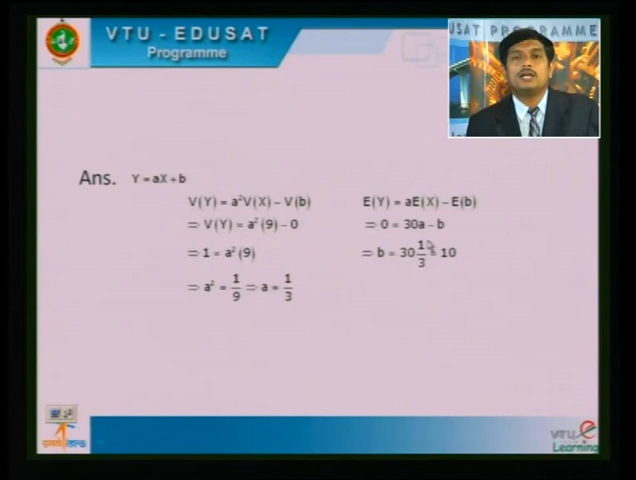 VTU - EDUSAT
Programme
USAT PROGRAMME
Ans. Y = aX + b
V(Y) = a²V(X) – V(b)
⇒ V(Y) = a²(9) – 0
⇒ 1 = a²(9)
⇒ a² = 1/9 ⇒ a = 1/3
E(Y) = aE(X) – E(b)
⇒ 0 = 30a – b
⇒ b = 30 1/3 = 10
VTU e
Learning